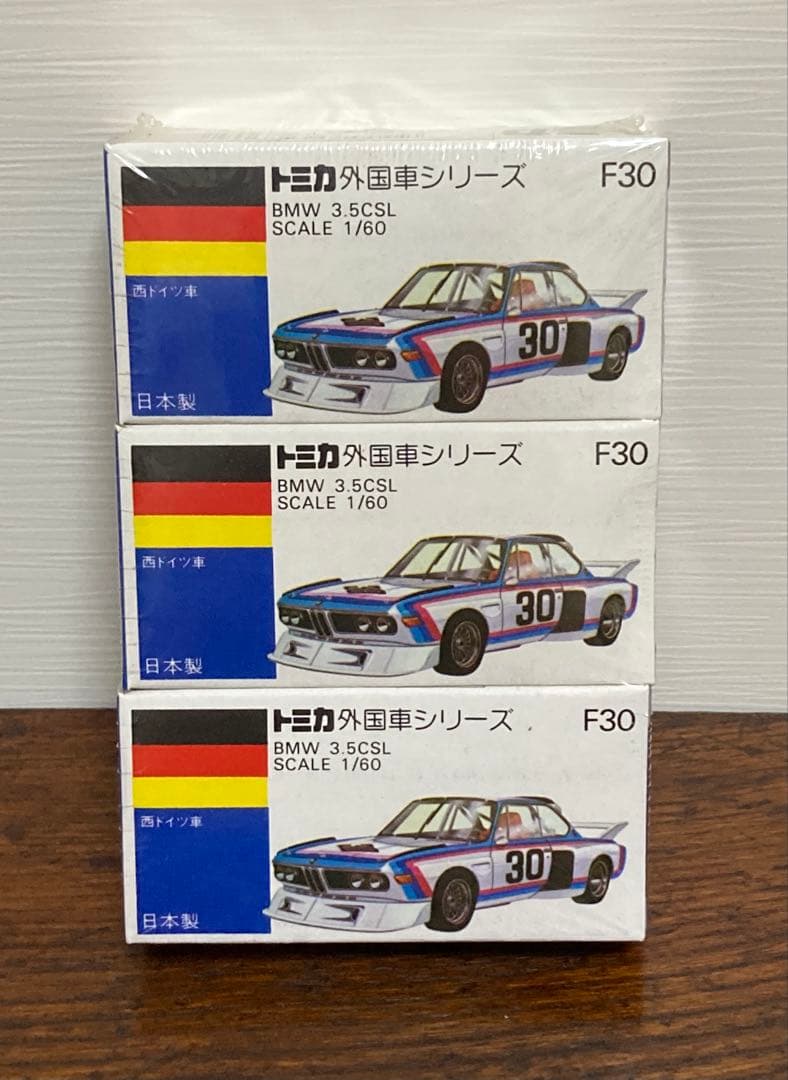 トミカ外国車シリーズ F30
BMW 3.5CSL
SCALE 1/60
西ドイツ車
30
日本製
トミカ外国車シリーズ F30
BMW 3.5CSL
SCALE 1/60
西ドイツ車
30
日本製
トミカ外国車シリーズ F30
BMW 3.5CSL
SCALE 1/60
西ドイツ車
30
日本製